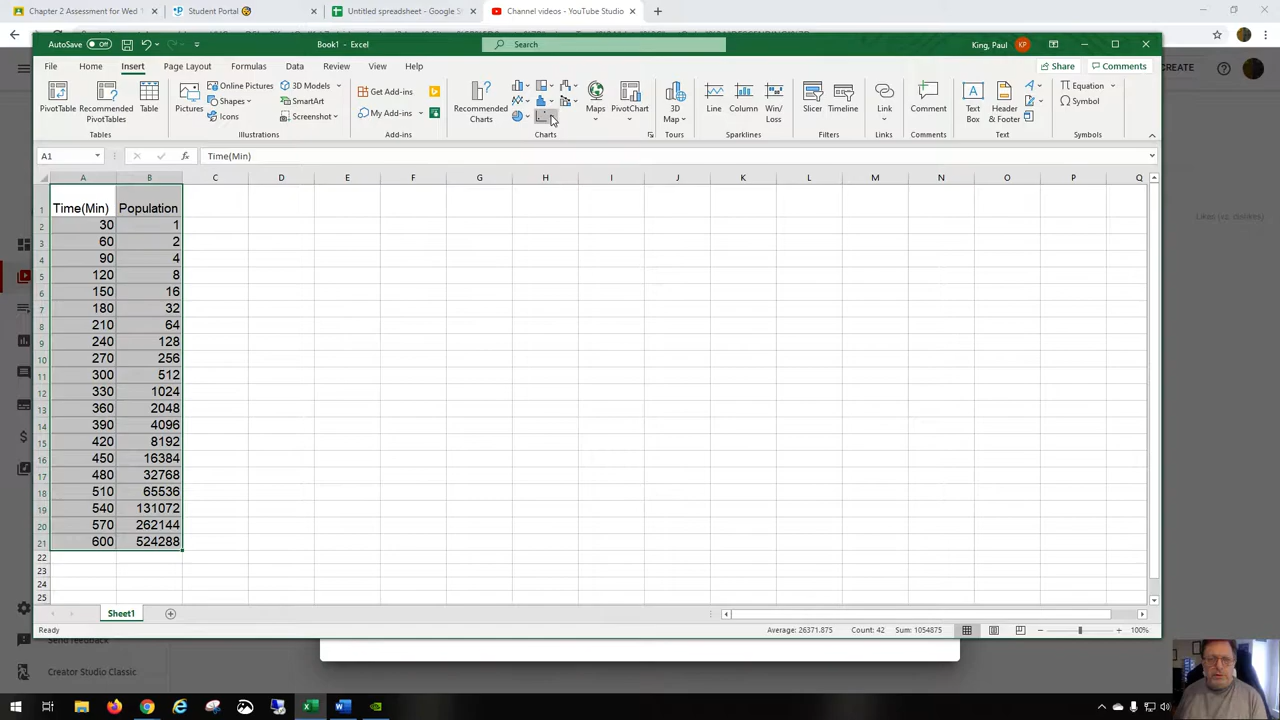 Chapter 2 Assessment for Wed
Student Portal
Untitled spreadsheet - Google S
Channel videos - YouTube Studio
AutoSave Off
Book1 - Excel
Search
King, Paul KP
File Home Insert Page Layout Formulas Data Review View Help
Share Comments
CREATE
PivotTable Recommended PivotTables Table
Tables
Pictures Online Pictures Shapes Icons 3D Models SmartArt Screenshot
Illustrations
Get Add-ins
My Add-ins
Add-ins
Recommended Charts Maps PivotChart
Charts
3D Map
Tours
Line Column Win/Loss
Sparklines
Slicer Timeline
Filters
Link
Links
Comment
Comments
Text Box Header & Footer
Text
Equation
Symbol
Symbols
A1 Time(Min)
A B C D E F G H I J K L M N O P Q
1 Time(Min) Population
2 30 1
3 60 2
4 90 4
5 120 8
6 150 16
7 180 32
8 210 64
9 240 128
10 270 256
11 300 512
12 330 1024
13 360 2048
14 390 4096
15 420 8192
16 450 16384
17 480 32768
18 510 65536
19 540 131072
20 570 262144
21 600 524288
22
23
24
25
Sheet1
Ready
Average: 26371.875 Count: 42 Sum: 1054875
100%
Send feedback
Creator Studio Classic